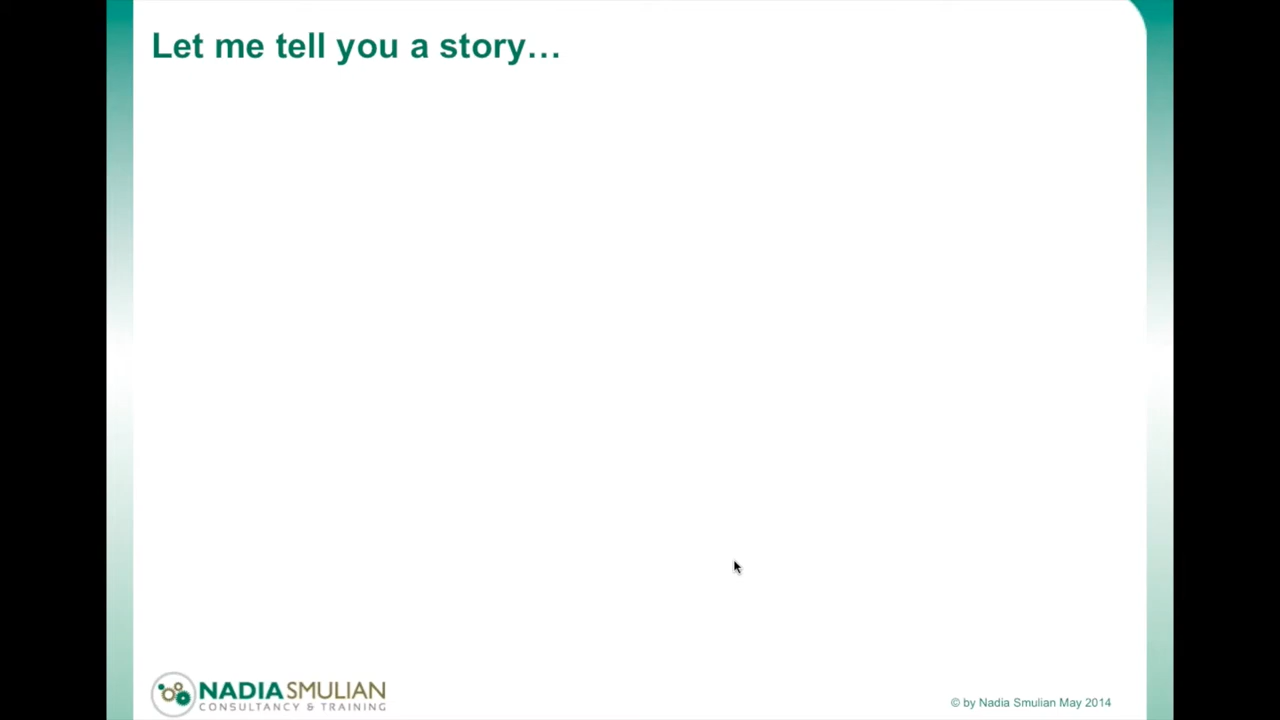 Let me tell you a story…
NADIA SMULIAN
CONSULTANCY & TRAINING
© by Nadia Smulian May 2014